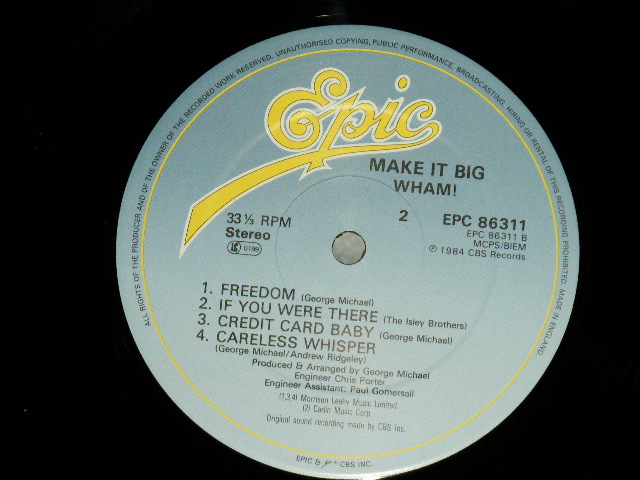 ALL RIGHTS OF THE PRODUCER AND OF THE OWNER OF THE RECORDED WORK RESERVED. UNAUTHORISED COPYING, PUBLIC PERFORMANCE, BROADCASTING, HIRING OR RENTAL OF THIS RECORDING PROHIBITED. MADE IN ENGLAND
Epic
MAKE IT BIG
WHAM!
33⅓ RPM
Stereo
LC 0199
2
EPC 86311
EPC 86311 B
MCPS/BIEM
℗ 1984 CBS Records
1. FREEDOM (George Michael)
2. IF YOU WERE THERE (The Isley Brothers)
3. CREDIT CARD BABY (George Michael)
4. CARELESS WHISPER
(George Michael/Andrew Ridgeley)
Produced & Arranged by George Michael
Engineer Chris Porter
Engineer Assistant: Paul Gomersall
(1,3,4) Morrison Leahy Music Limited
(2) Carlin Music Corp.
Original sound recording made by CBS Inc.
EPIC & Epic ® CBS INC.